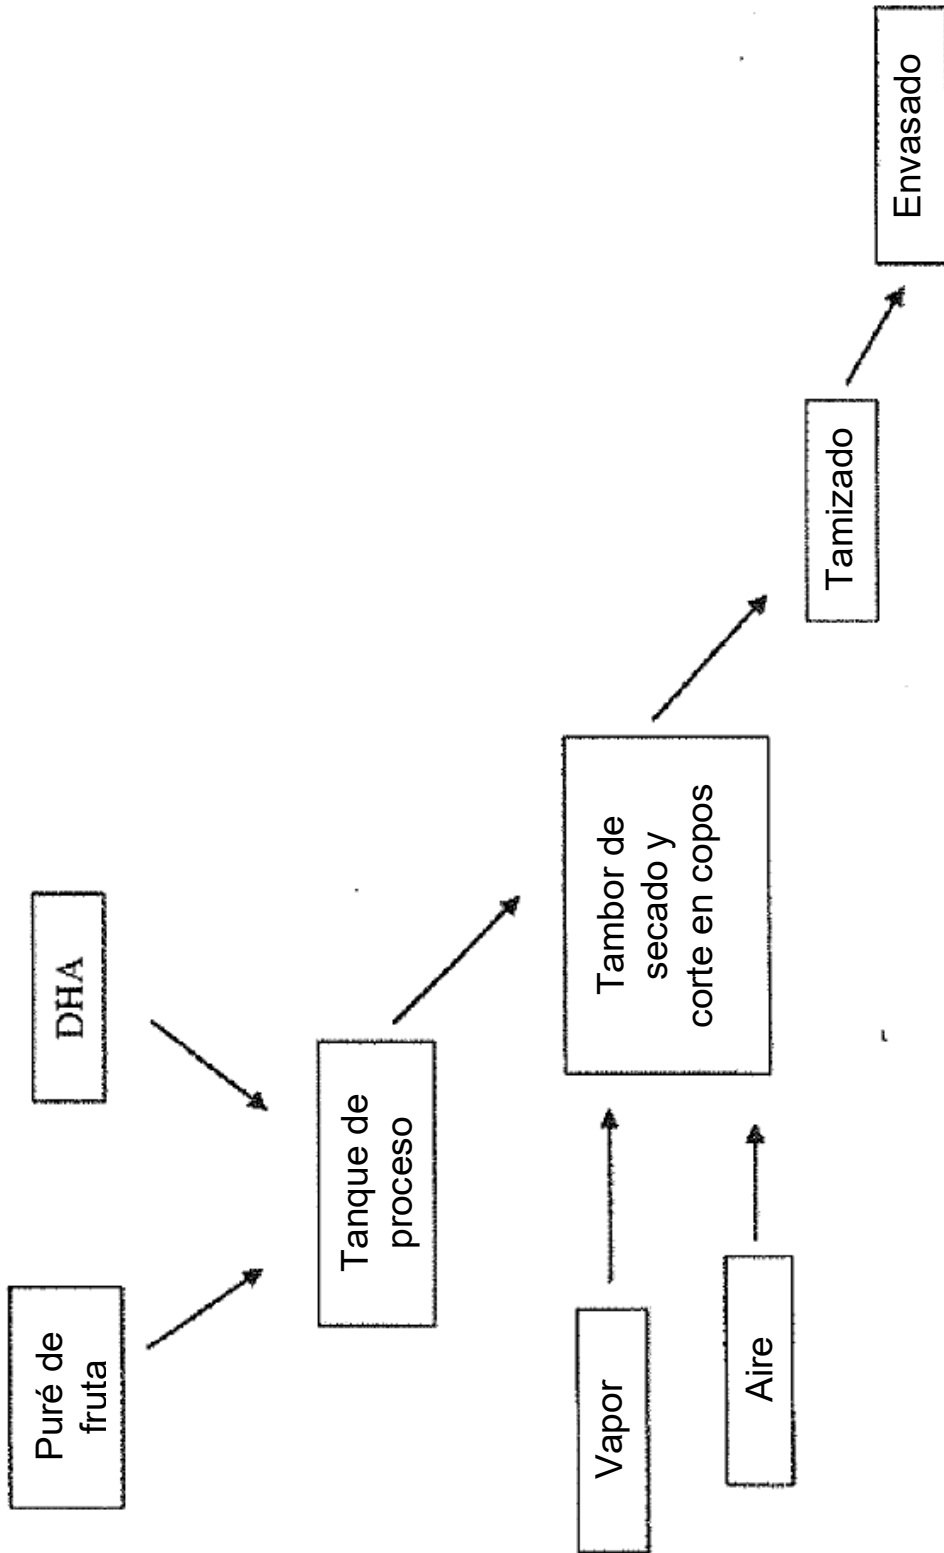 Puré de
fruta
DHA
Tanque de
proceso
Vapor
Aire
Tambor de
secado y
corte en copos
Tamizado
Envasado